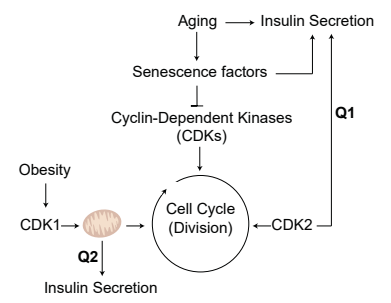 Aging
Insulin Secretion
Senescence factors
Cyclin-Dependent Kinases
(CDKs)
Q1
Obesity
CDK1
Cell Cycle
(Division)
CDK2
Q2
Insulin Secretion